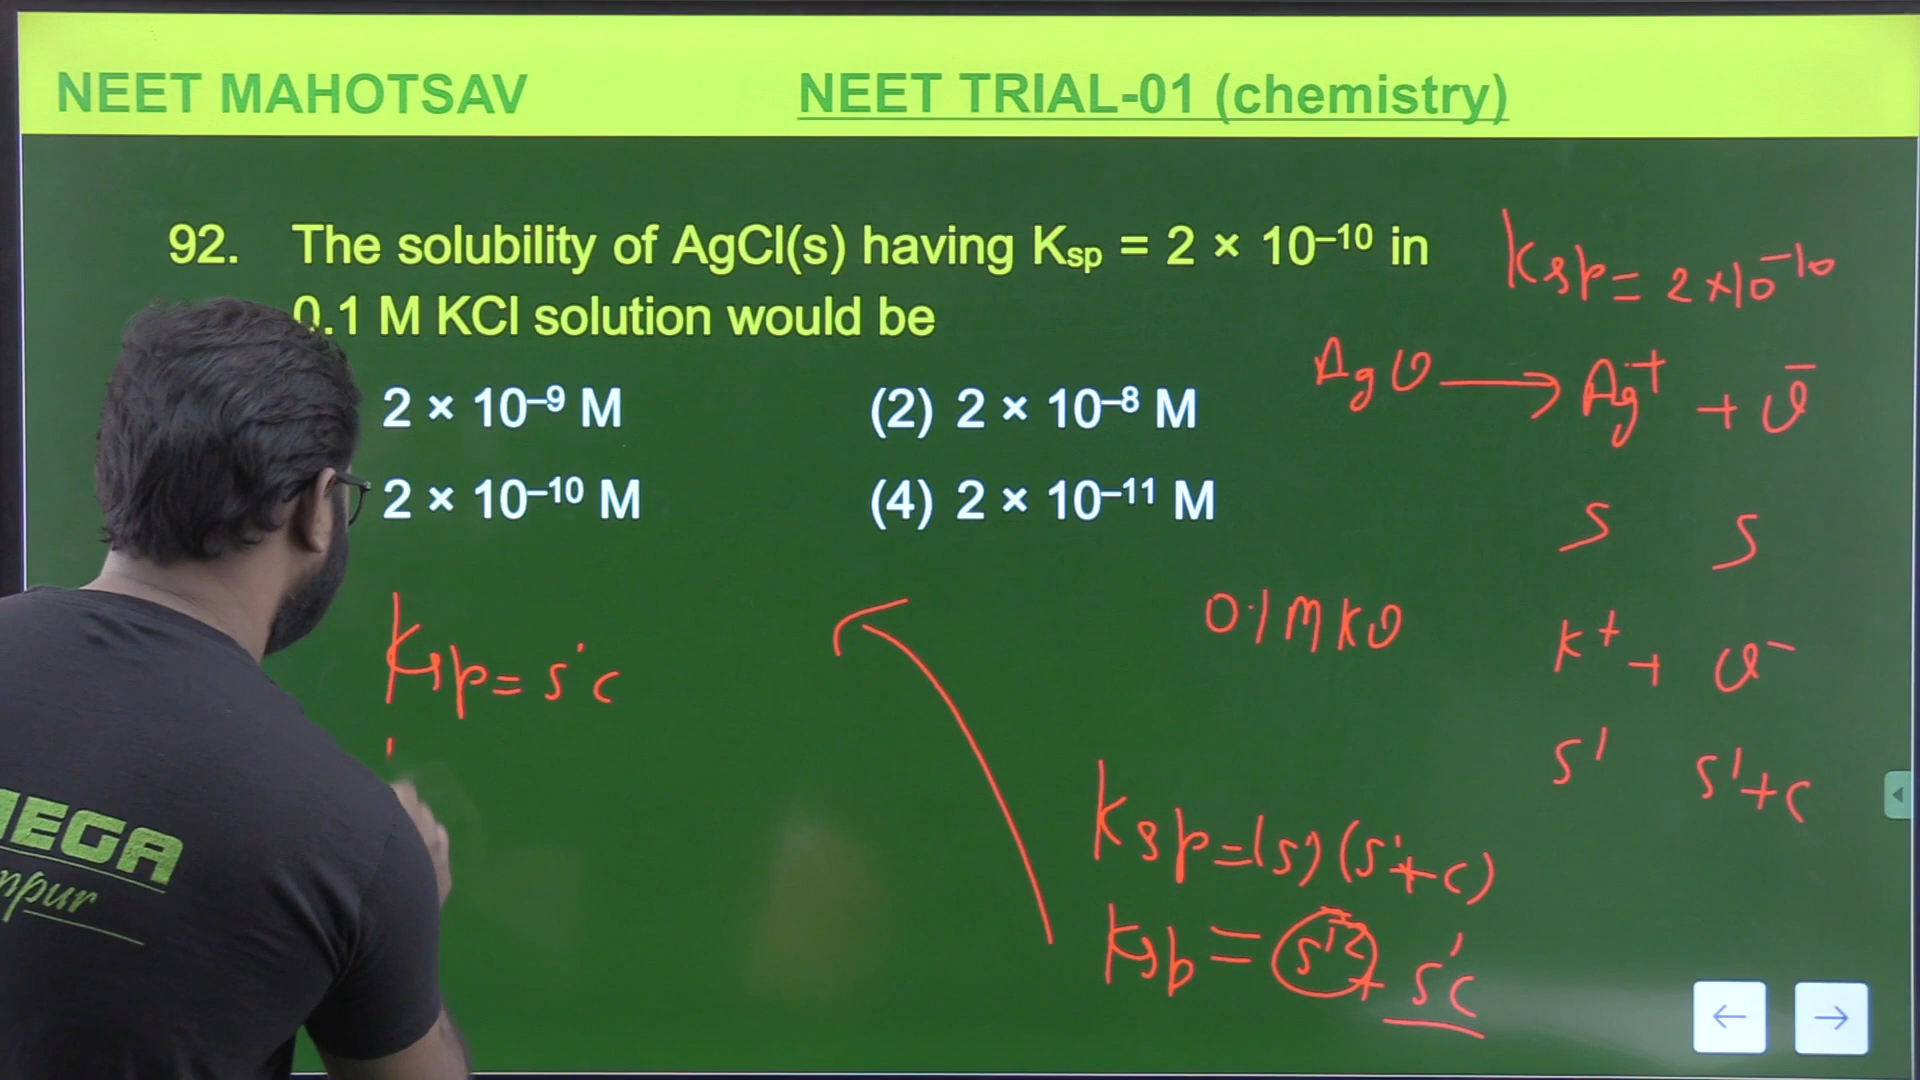 NEET MAHOTSAV
NEET TRIAL-01 (chemistry)
92. The solubility of AgCl(s) having Ksp = 2 × 10⁻¹⁰ in
0.1 M KCl solution would be
2 × 10⁻⁹ M
(2) 2 × 10⁻⁸ M
2 × 10⁻¹⁰ M
(4) 2 × 10⁻¹¹ M
Ksp = 2 × 10⁻¹⁰
AgCl → Ag⁺ + Cl⁻
S S
0.1 M KCl K⁺ + Cl⁻
S' S'+C
Ksp = (S')(S'+C)
Ksp = S'² + S'C
Ksp = S'C
EGA
npur